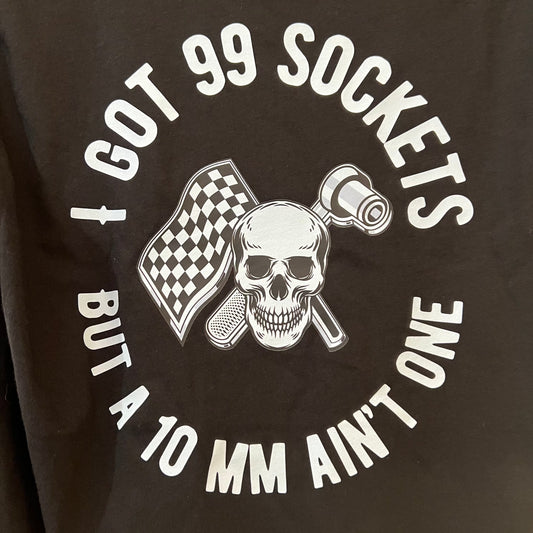 I GOT 99 SOCKETS
BUT A 10 MM AIN'T ONE